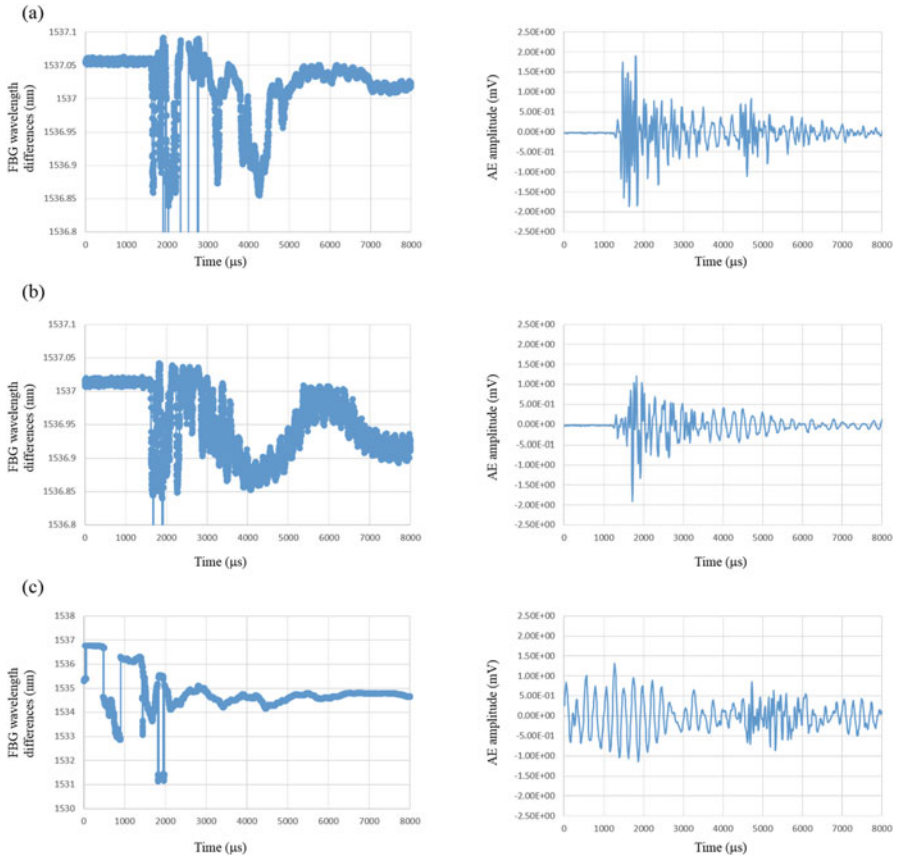 (a)
FBG wavelength
differences (nm)
1537.1
1537.05
1537
1536.95
1536.9
1536.85
1536.8
0 1000 2000 3000 4000 5000 6000 7000 8000
Time (μs)
AE amplitude (mV)
2.50E+00
2.00E+00
1.50E+00
1.00E+00
5.00E-01
0.00E+00
-5.00E-01
-1.00E+00
-1.50E+00
-2.00E+00
-2.50E+00
0 1000 2000 3000 4000 5000 6000 7000 8000
Time (μs)
(b)
FBG wavelength
differences (nm)
1537.1
1537.05
1537
1536.95
1536.9
1536.85
1536.8
0 1000 2000 3000 4000 5000 6000 7000 8000
Time (μs)
AE amplitude (mV)
2.50E+00
2.00E+00
1.50E+00
1.00E+00
5.00E-01
0.00E+00
-5.00E-01
-1.00E+00
-1.50E+00
-2.00E+00
-2.50E+00
0 1000 2000 3000 4000 5000 6000 7000 8000
Time (μs)
(c)
FBG wavelength
differences (nm)
1538
1537
1536
1535
1534
1533
1532
1531
1530
0 1000 2000 3000 4000 5000 6000 7000 8000
Time (μs)
AE amplitude (mV)
2.50E+00
2.00E+00
1.50E+00
1.00E+00
5.00E-01
0.00E+00
-5.00E-01
-1.00E+00
-1.50E+00
-2.00E+00
-2.50E+00
0 1000 2000 3000 4000 5000 6000 7000 8000
Time (μs)